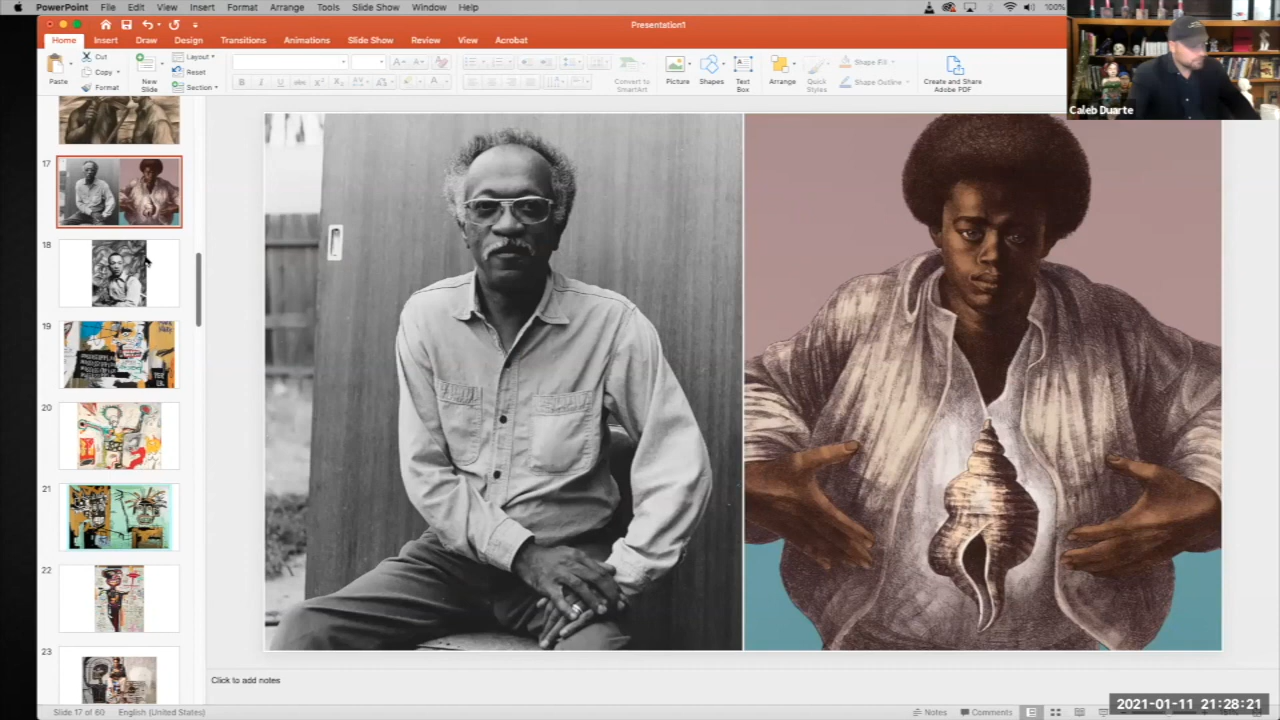 PowerPoint File Edit View Insert Format Arrange Tools Slide Show Window Help 100%
Presentation1
Home Insert Draw Design Transitions Animations Slide Show Review View Acrobat
Paste Cut Copy Format New Slide Layout Reset Section
Convert to SmartArt Picture Shapes Text Box Arrange Quick Styles Shape Fill Shape Outline Create and Share Adobe PDF
Caleb Duarte
17
18
19
20
21
22
23
Click to add notes
2021-01-11 21:28:21
Slide 17 of 60 English (United States) Notes Comments